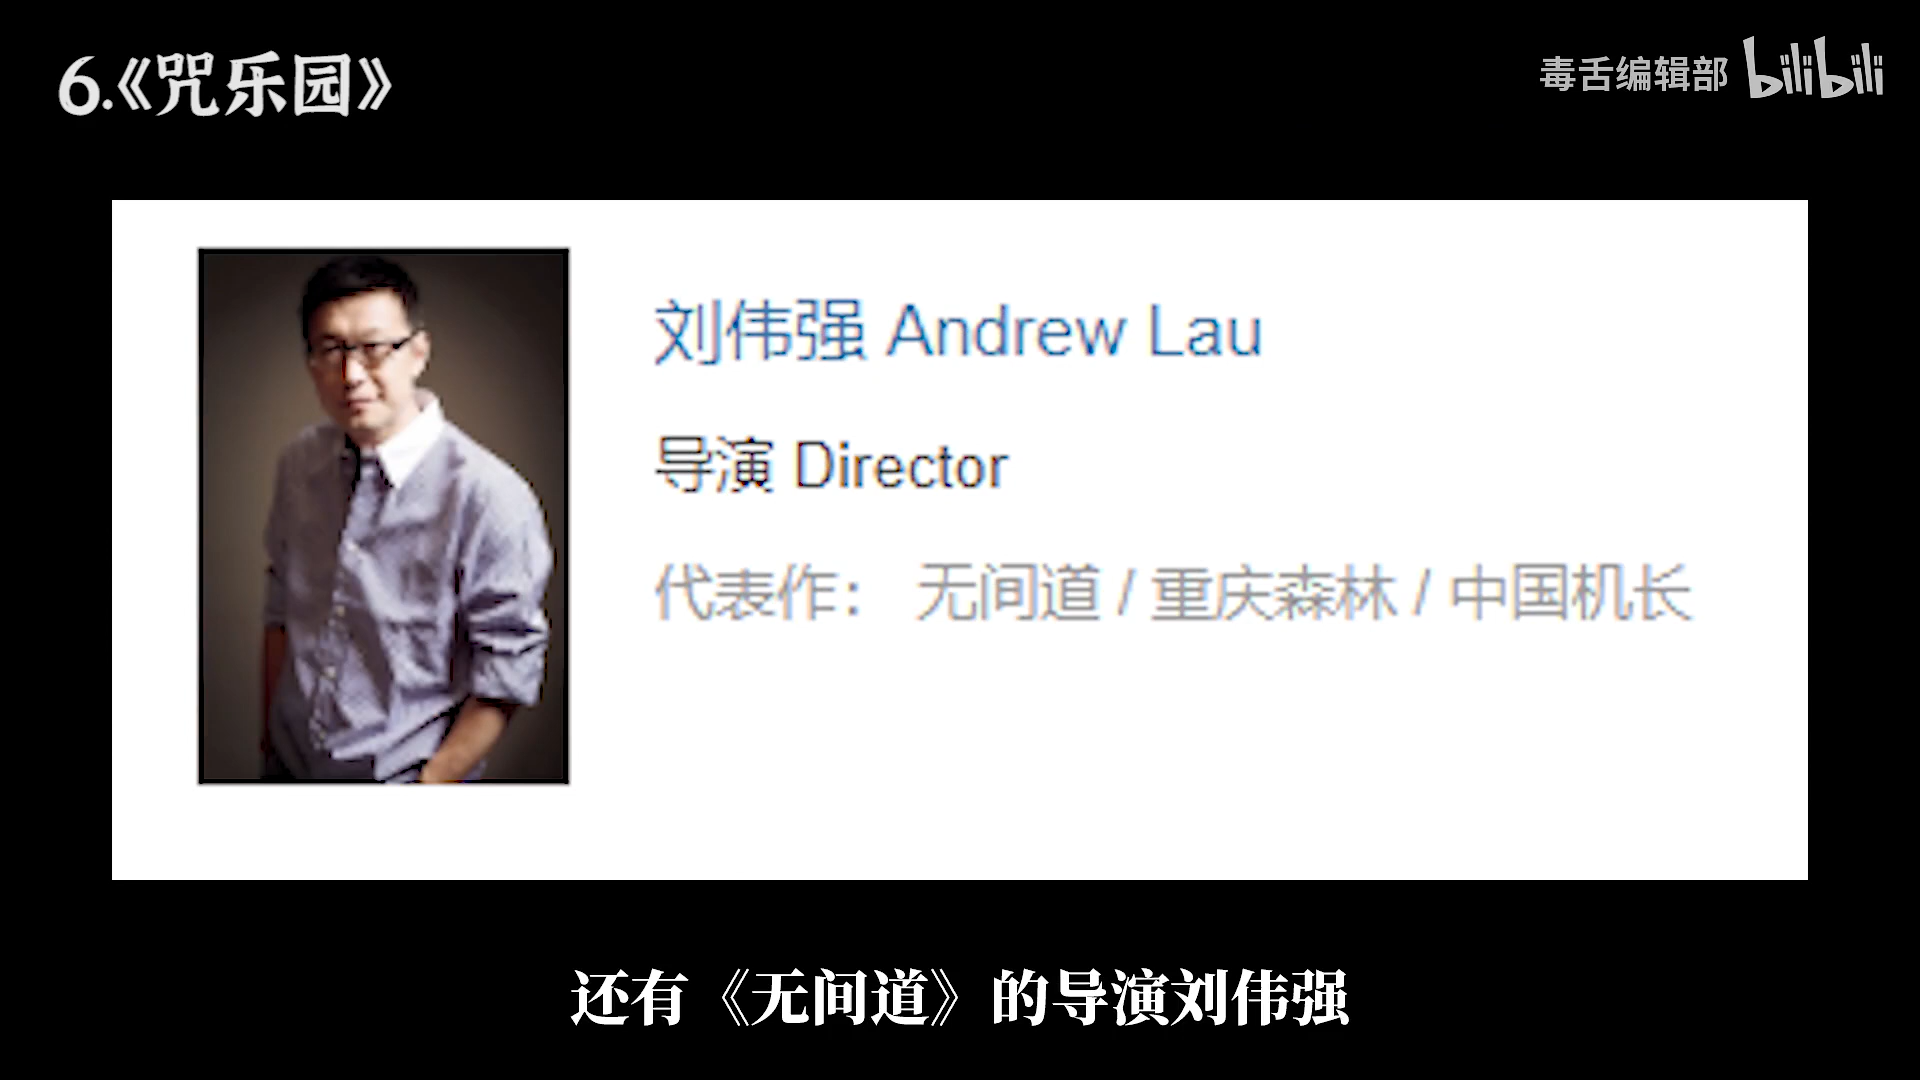 6.《咒乐园》
毒舌编辑部 bilibili
刘伟强 Andrew Lau
导演 Director
代表作： 无间道 / 重庆森林 / 中国机长
还有《无间道》的导演刘伟强